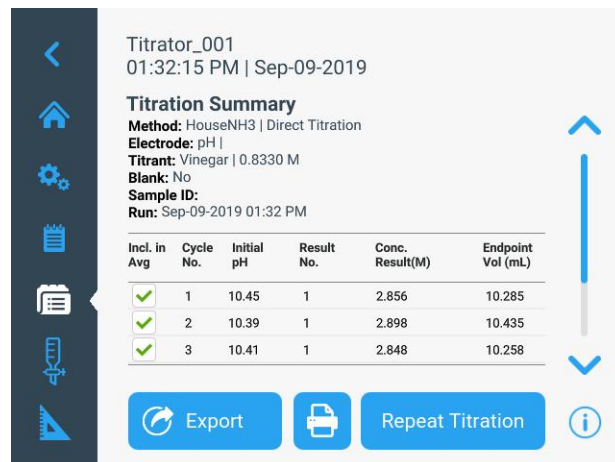 Titrator_001
01:32:15 PM | Sep-09-2019
Titration Summary
Method: HouseNH3 | Direct Titration
Electrode: pH |
Titrant: Vinegar | 0.8330 M
Blank: No
Sample ID:
Run: Sep-09-2019 01:32 PM
Incl. in Avg Cycle No. Initial pH Result No. Conc. Result(M) Endpoint Vol (mL)
1 10.45 1 2.856 10.285
2 10.39 1 2.898 10.435
3 10.41 1 2.848 10.258
Export Repeat Titration